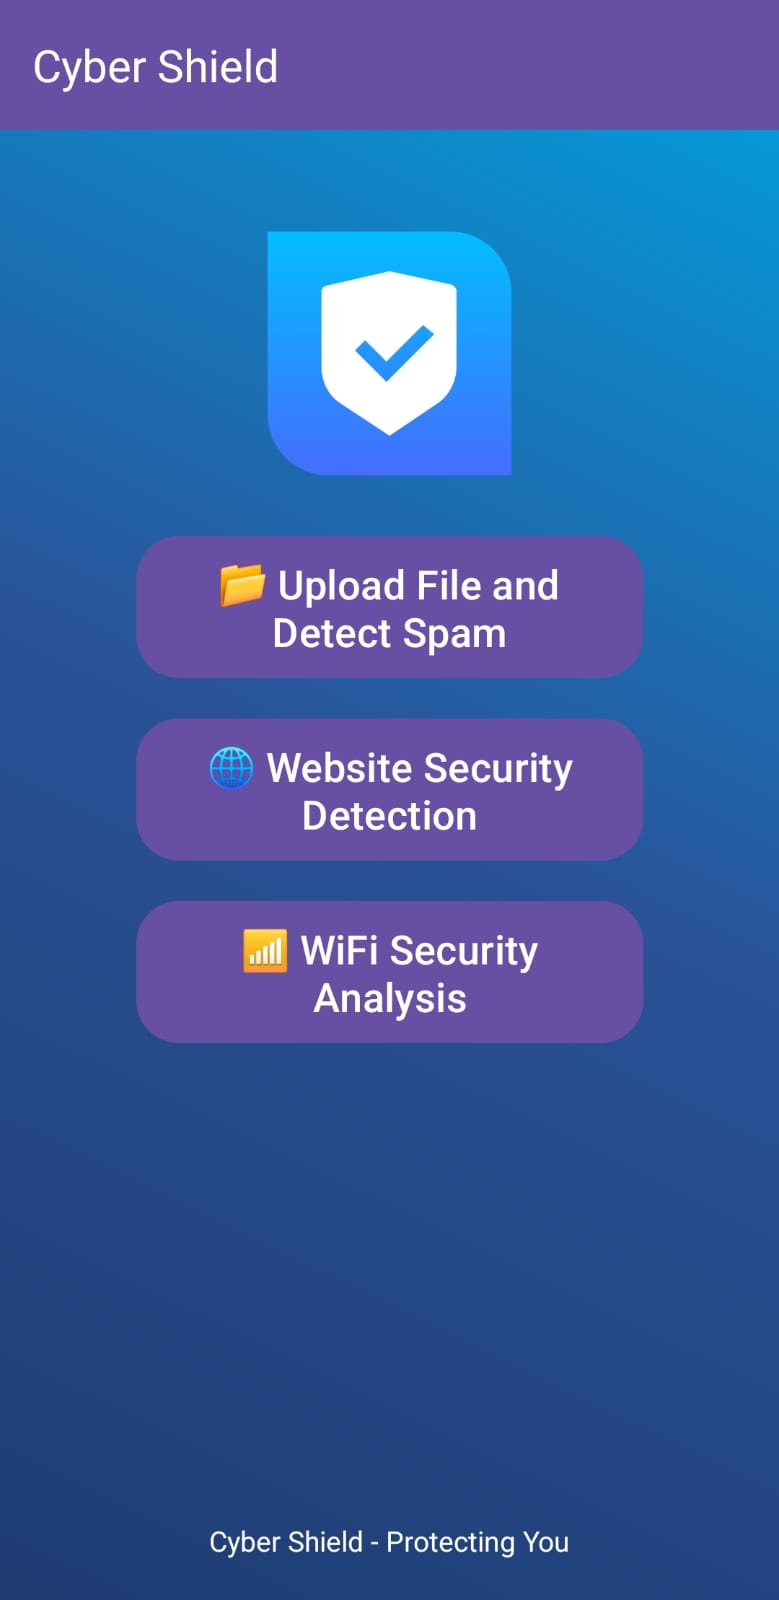 Cyber Shield
📂 Upload File and
Detect Spam
🌐 Website Security
Detection
📶 WiFi Security
Analysis
Cyber Shield - Protecting You